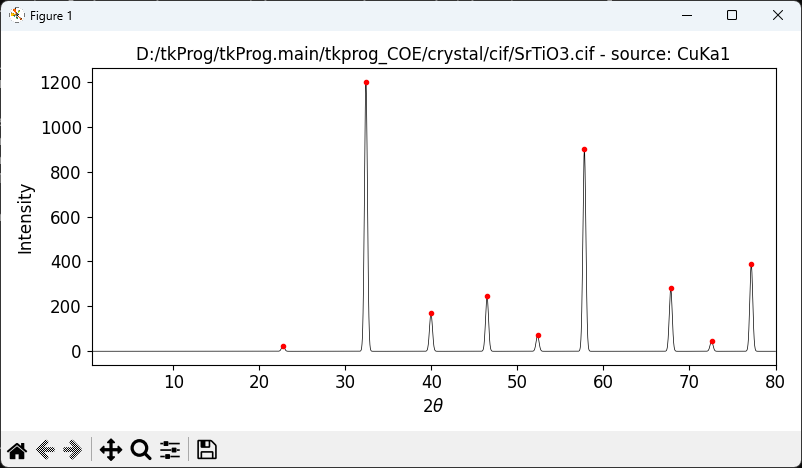 Figure 1
D:/tkProg/tkProg.main/tkprog_COE/crystal/cif/SrTiO3.cif - source: CuKa1
1200
1000
800
600
400
200
0
Intensity
10 20 30 40 50 60 70 80
2θ